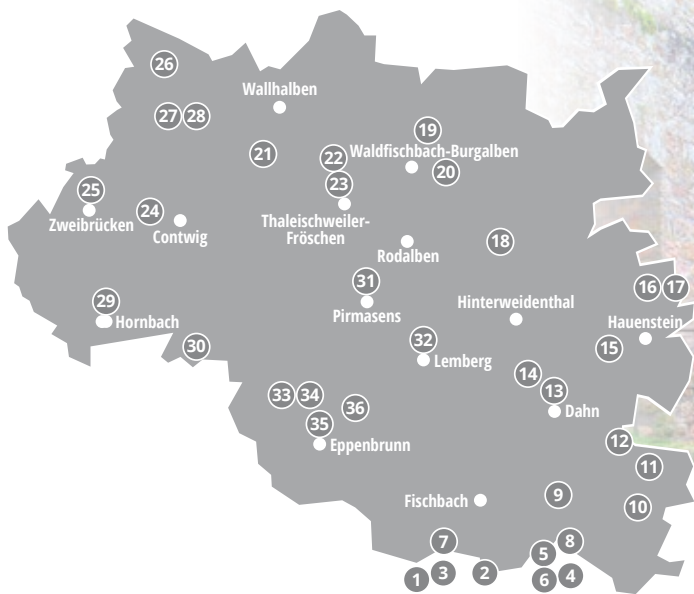 26
Wallhalben
27 28
19
21
22
Waldfischbach-Burgalben
20
23
25
24
Zweibrücken
Contwig
Thaleischweiler-
Fröschen
18
Rodalben
31
16 17
29
Pirmasens
Hinterweidenthal
Hornbach
Hauenstein
30
32
15
Lemberg
14
13
33 34
36
Dahn
35
12
Eppenbrunn
11
9
Fischbach
10
7
8
5
1
3
2
6
4